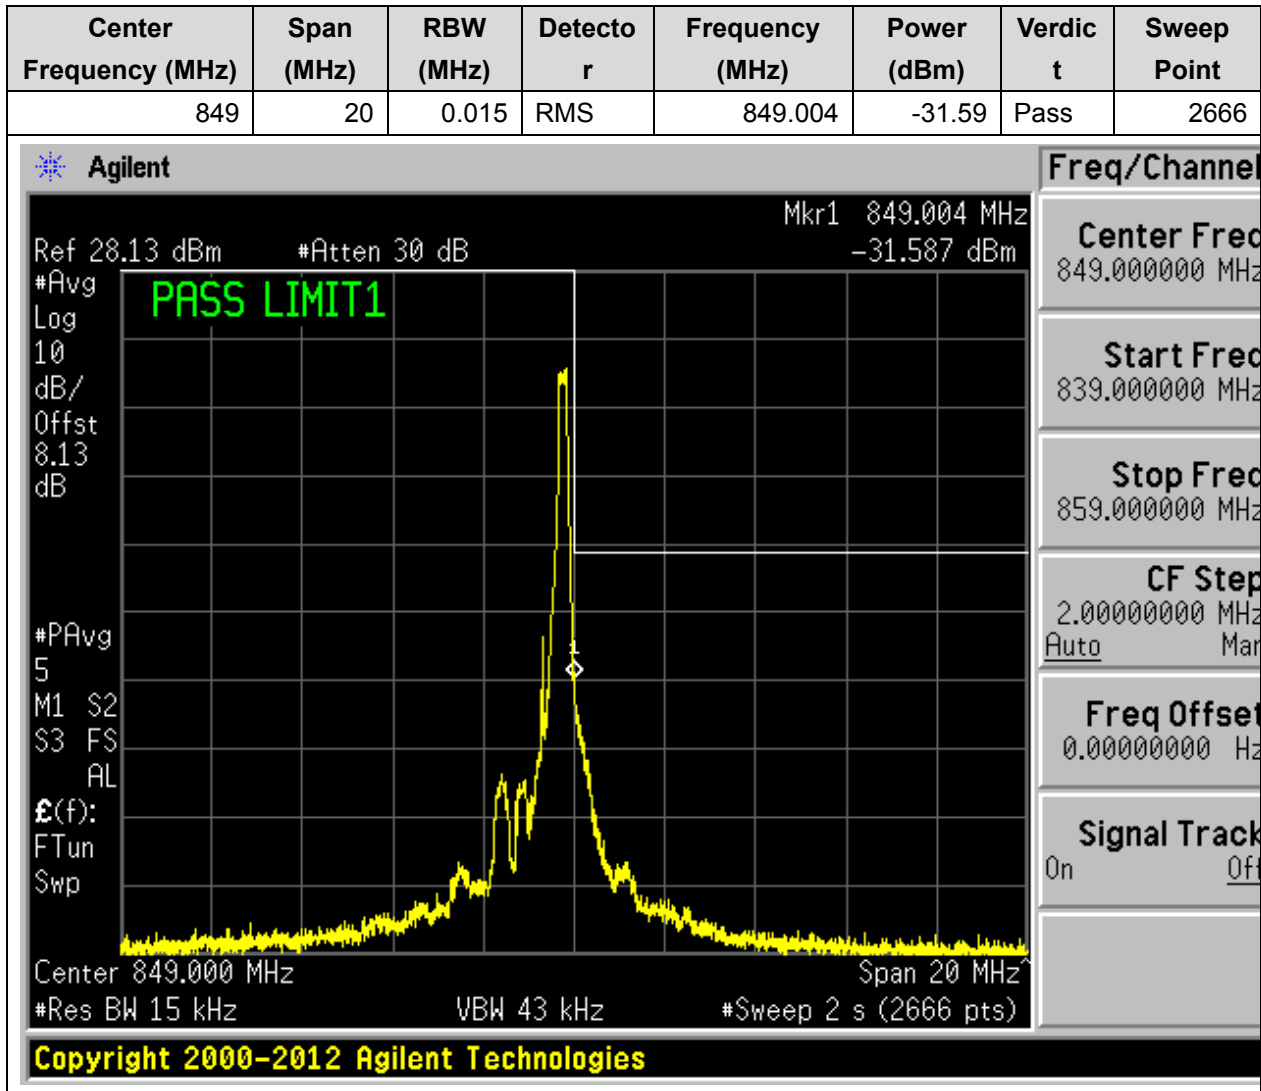 Center Frequency (MHz) Span (MHz) RBW (MHz) Detecto r Frequency (MHz) Power (dBm) Verdic t Sweep Point
849 20 0.015 RMS 849.004 -31.59 Pass 2666
Agilent
Freq/Channel
Mkr1 849.004 MHz
Ref 28.13 dBm #Atten 30 dB -31.587 dBm
#Avg
Log
10
dB/
Offst
8.13
dB
PASS LIMIT1
1
#PAvg
5
M1 S2
S3 FS
AL
£(f):
FTun
Swp
Center 849.000 MHz Span 20 MHz^
#Res BW 15 kHz VBW 43 kHz #Sweep 2 s (2666 pts)
Center Freq
849.000000 MHz
Start Freq
839.000000 MHz
Stop Freq
859.000000 MHz
CF Step
2.00000000 MHz
Auto Man
Freq Offset
0.00000000 Hz
Signal Track
On Off
Copyright 2000-2012 Agilent Technologies